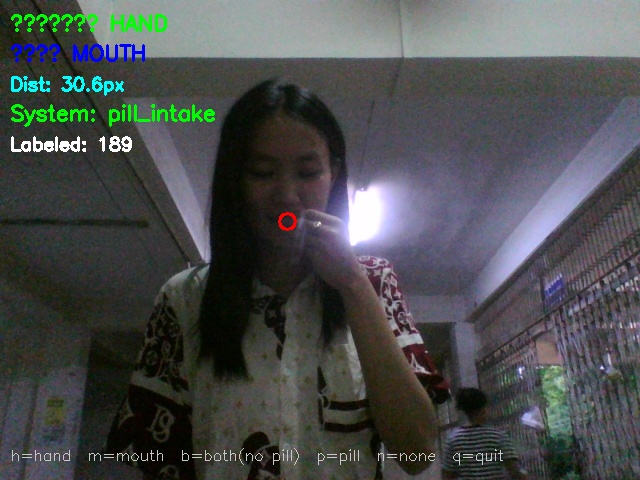 ??????? HAND
???? MOUTH
Dist: 30.6px
System: pill_intake
Labeled: 189
h=hand m=mouth b=both(no pill) p=pill n=none q=quit